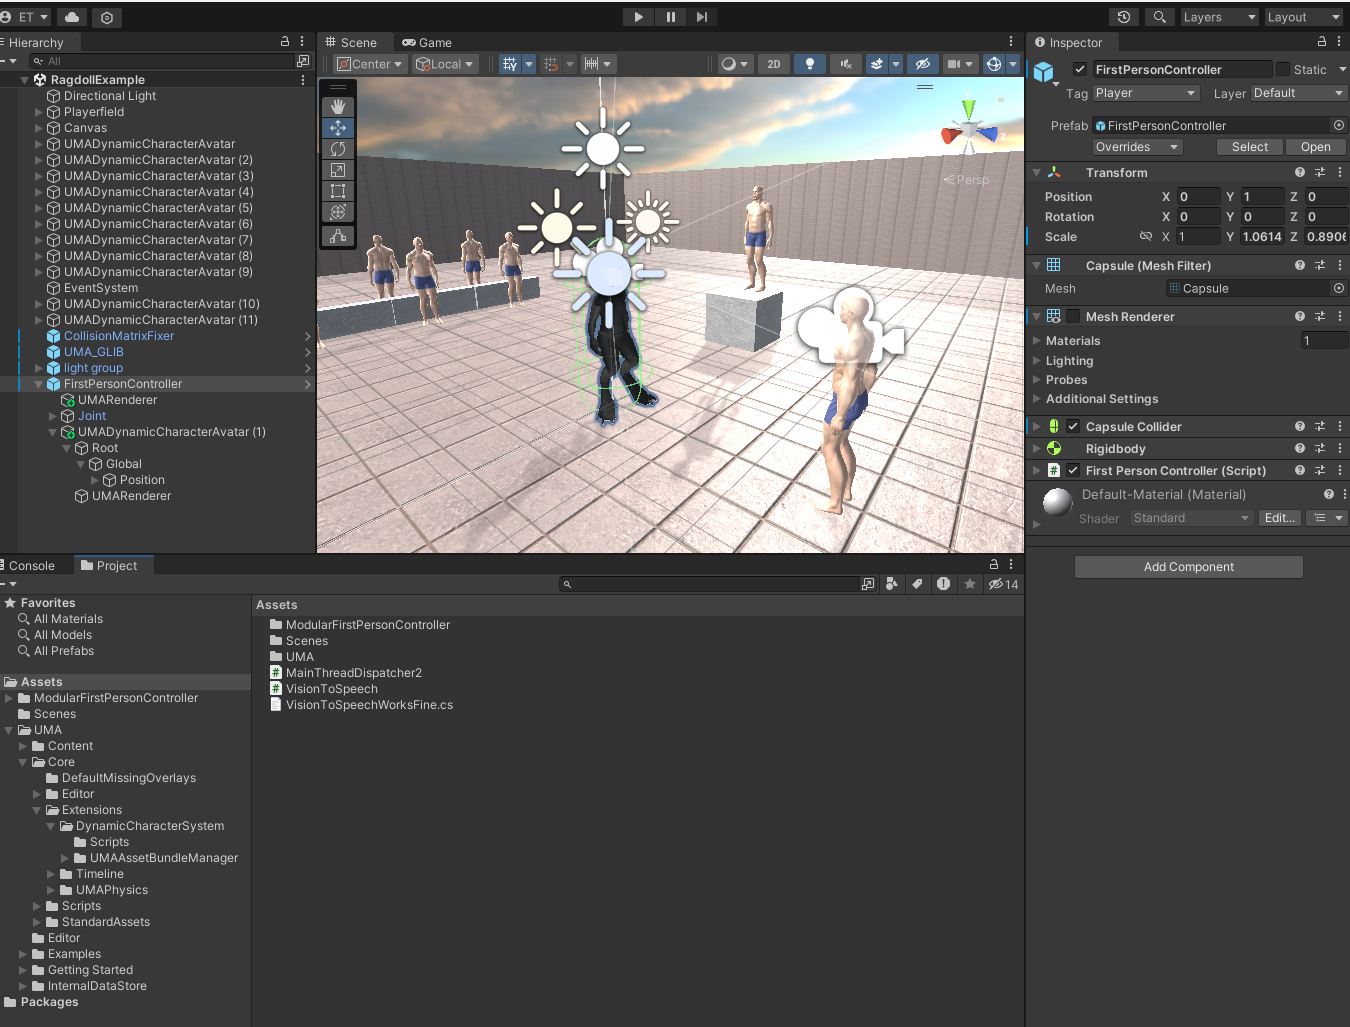 ET
Layers
Layout
Hierarchy
All
RagdollExample
Directional Light
Playerfield
Canvas
UMADynamicCharacterAvatar
UMADynamicCharacterAvatar (2)
UMADynamicCharacterAvatar (3)
UMADynamicCharacterAvatar (4)
UMADynamicCharacterAvatar (5)
UMADynamicCharacterAvatar (6)
UMADynamicCharacterAvatar (7)
UMADynamicCharacterAvatar (8)
UMADynamicCharacterAvatar (9)
EventSystem
UMADynamicCharacterAvatar (10)
UMADynamicCharacterAvatar (11)
CollisionMatrixFixer
UMA_GLIB
light group
FirstPersonController
UMARenderer
Joint
UMADynamicCharacterAvatar (1)
Root
Global
Position
UMARenderer
Scene
Game
Center
Local
2D
Persp
Inspector
FirstPersonController
Static
Tag Player
Layer Default
Prefab FirstPersonController
Overrides
Select
Open
Transform
Position X 0 Y 1 Z 0
Rotation X 0 Y 0 Z 0
Scale X 1 Y 1.0614 Z 0.8906
Capsule (Mesh Filter)
Mesh Capsule
Mesh Renderer
Materials 1
Lighting
Probes
Additional Settings
Capsule Collider
Rigidbody
# First Person Controller (Script)
Default-Material (Material)
Shader Standard
Edit...
Add Component
Console
Project
14
Favorites
All Materials
All Models
All Prefabs
Assets
ModularFirstPersonController
Scenes
UMA
Content
Core
DefaultMissingOverlays
Editor
Extensions
DynamicCharacterSystem
Scripts
UMAAssetBundleManager
Timeline
UMAPhysics
Scripts
StandardAssets
Editor
Examples
Getting Started
InternalDataStore
Packages
Assets
ModularFirstPersonController
Scenes
UMA
# MainThreadDispatcher2
# VisionToSpeech
VisionToSpeechWorksFine.cs